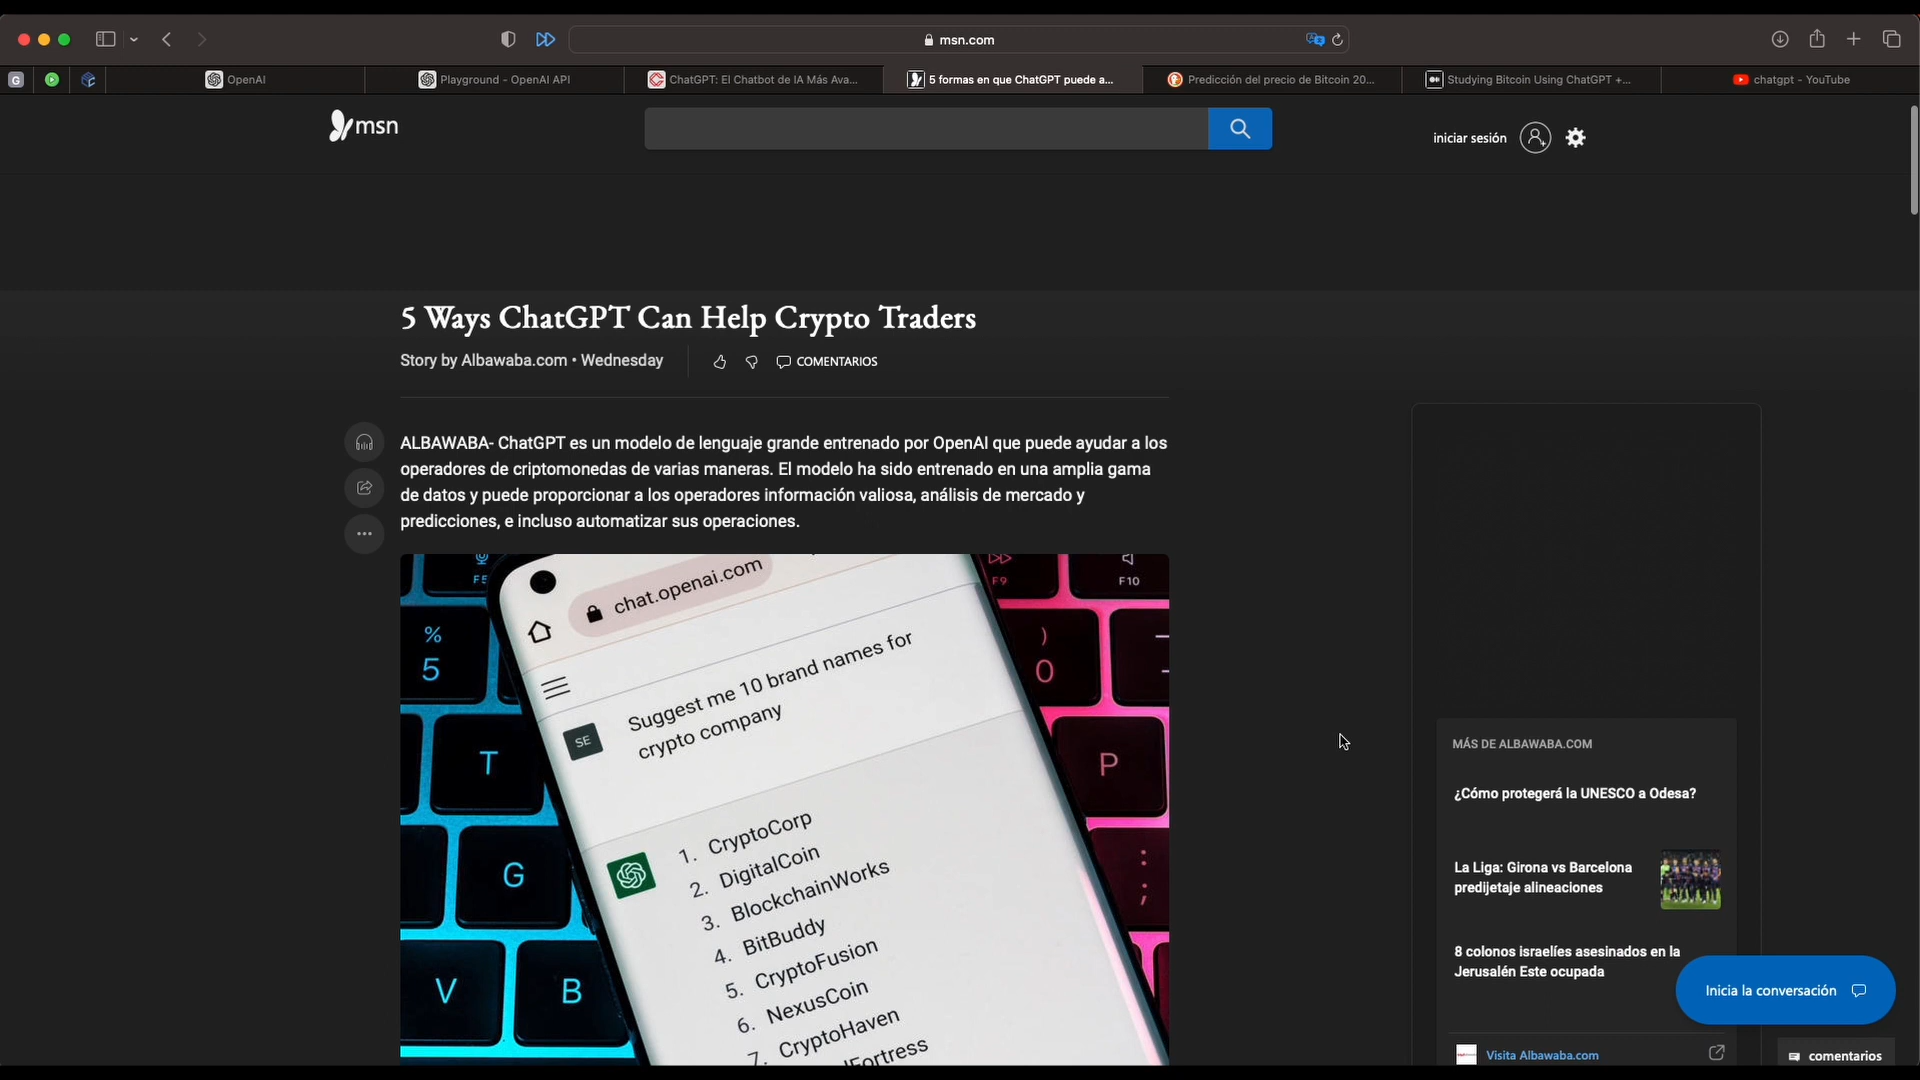 msn.com
G
OpenAI
Playground - OpenAI API
ChatGPT: El Chatbot de IA Más Ava...
5 formas en que ChatGPT puede a...
Predicción del precio de Bitcoin 20...
Studying Bitcoin Using ChatGPT +...
chatgpt - YouTube
msn
iniciar sesión
5 Ways ChatGPT Can Help Crypto Traders
Story by Albawaba.com • Wednesday
COMENTARIOS
ALBAWABA- ChatGPT es un modelo de lenguaje grande entrenado por OpenAI que puede ayudar a los
operadores de criptomonedas de varias maneras. El modelo ha sido entrenado en una amplia gama
de datos y puede proporcionar a los operadores información valiosa, análisis de mercado y
predicciones, e incluso automatizar sus operaciones.
F5
F9
F10
chat.openai.com
%
5
)
0
SE
Suggest me 10 brand names for
crypto company
T
P
G
:
;
V
B
1. CryptoCorp
2. DigitalCoin
3. BlockchainWorks
4. BitBuddy
5. CryptoFusion
6. NexusCoin
7. CryptoHaven
MÁS DE ALBAWABA.COM
¿Cómo protegerá la UNESCO a Odesa?
La Liga: Girona vs Barcelona
predijetaje alineaciones
8 colonos israelíes asesinados en la
Jerusalén Este ocupada
Inicia la conversación
Visita Albawaba.com
comentarios